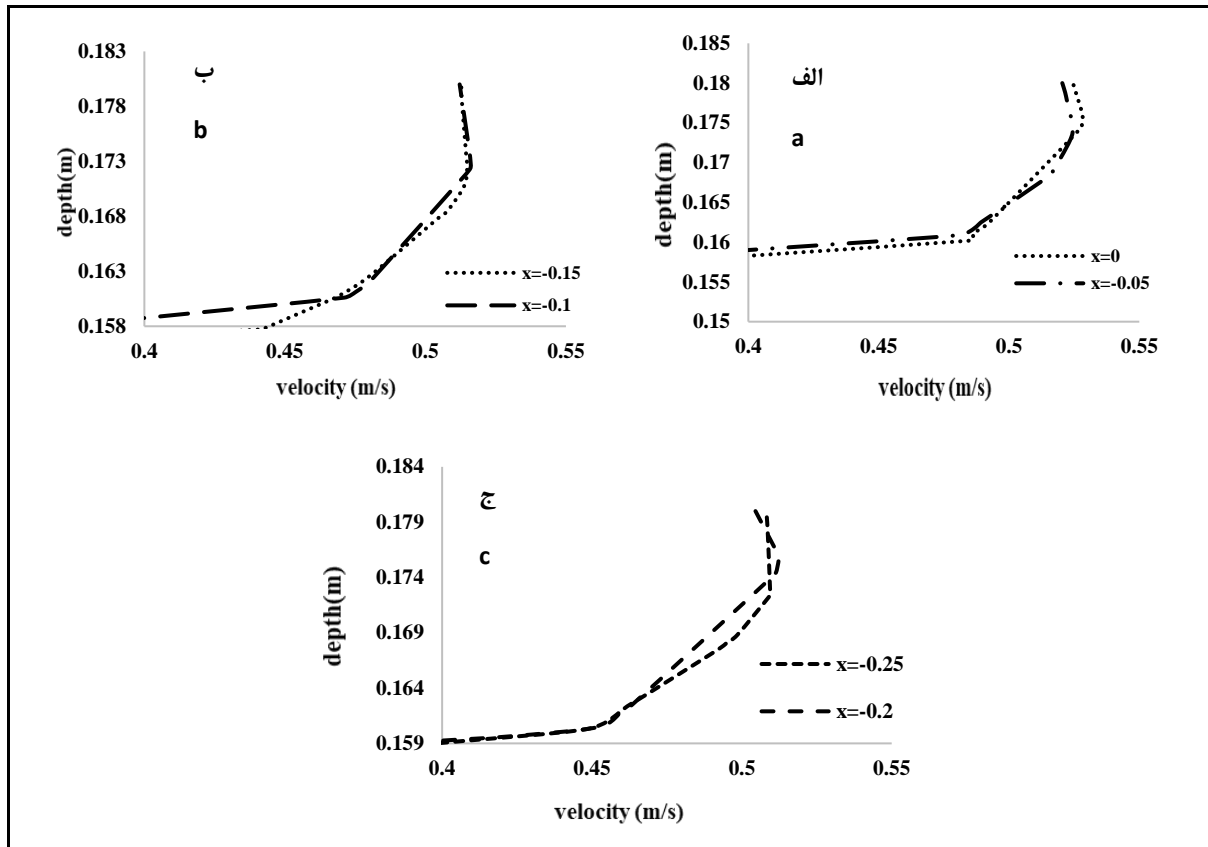 ب
b
0.183
0.178
0.173
0.168
0.163
0.158
depth(m)
0.4 0.45 0.5 0.55
velocity (m/s)
x=-0.15
x=-0.1
الف
a
0.185
0.18
0.175
0.17
0.165
0.16
0.155
0.15
depth(m)
0.4 0.45 0.5 0.55
velocity (m/s)
x=0
x=-0.05
ج
c
0.184
0.179
0.174
0.169
0.164
0.159
depth(m)
0.4 0.45 0.5 0.55
velocity (m/s)
x=-0.25
x=-0.2